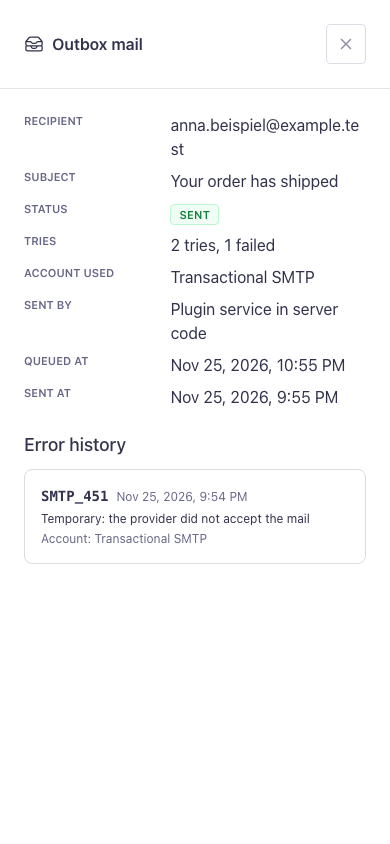 Outbox mail
RECIPIENT
anna.beispiel@example.te
st
SUBJECT
Your order has shipped
STATUS
SENT
TRIES
2 tries, 1 failed
ACCOUNT USED
Transactional SMTP
SENT BY
Plugin service in server
code
QUEUED AT
Nov 25, 2026, 10:55 PM
SENT AT
Nov 25, 2026, 9:55 PM
Error history
SMTP_451 Nov 25, 2026, 9:54 PM
Temporary: the provider did not accept the mail
Account: Transactional SMTP